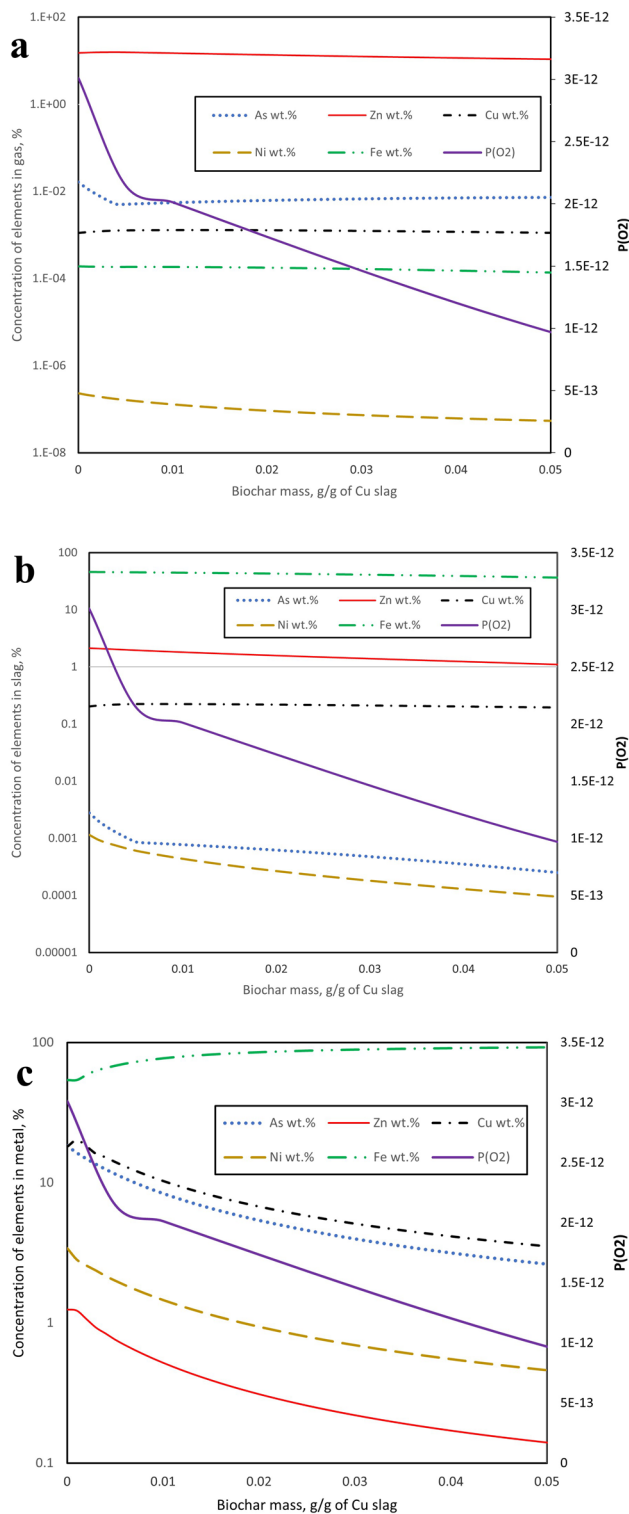 a
1.E+02
1.E+00
1.E-02
1.E-04
1.E-06
1.E-08
Concentration of elements in gas, %
3.5E-12
3E-12
2.5E-12
2E-12
1.5E-12
1E-12
5E-13
0
P(O2)
As wt.% Zn wt.% Cu wt.%
Ni wt.% Fe wt.% P(O2)
0 0.01 0.02 0.03 0.04 0.05
Biochar mass, g/g of Cu slag
b
100
10
1
0.1
0.01
0.001
0.0001
0.00001
Concentration of elements in slag, %
3.5E-12
3E-12
2.5E-12
2E-12
1.5E-12
1E-12
5E-13
0
P(O2)
As wt.% Zn wt.% Cu wt.%
Ni wt.% Fe wt.% P(O2)
0 0.01 0.02 0.03 0.04 0.05
Biochar mass, g/g of Cu slag
c
100
10
1
0.1
Concentration of elements in metal, %
3.5E-12
3E-12
2.5E-12
2E-12
1.5E-12
1E-12
5E-13
0
P(O2)
As wt.% Zn wt.% Cu wt.%
Ni wt.% Fe wt.% P(O2)
0 0.01 0.02 0.03 0.04 0.05
Biochar mass, g/g of Cu slag